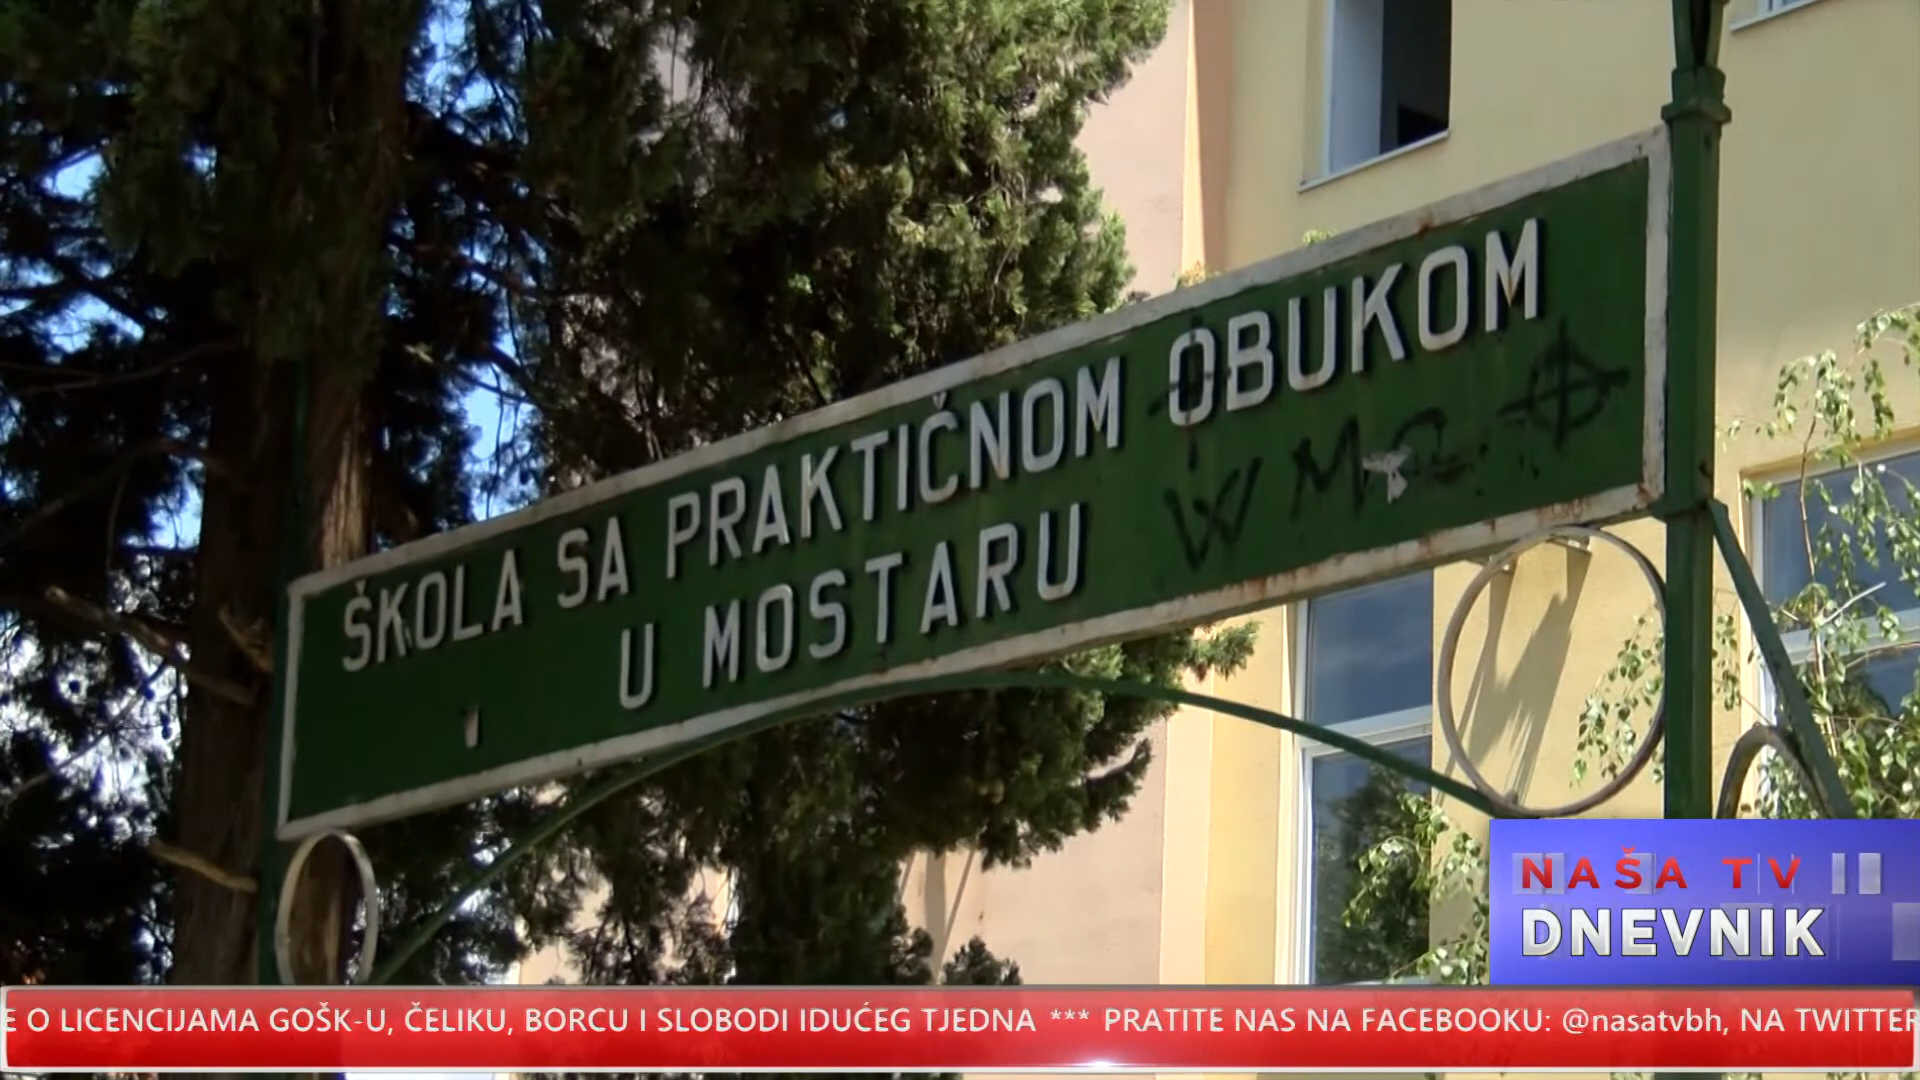 ŠKOLA SA PRAKTIČNOM OBUKOM
U MOSTARU
W M
NAŠA TV
DNEVNIK
E O LICENCIJAMA GOŠK-U, ČELIKU, BORCU I SLOBODI IDUĆEG TJEDNA *** PRATITE NAS NA FACEBOOKU: @nasatvbh, NA TWITTER